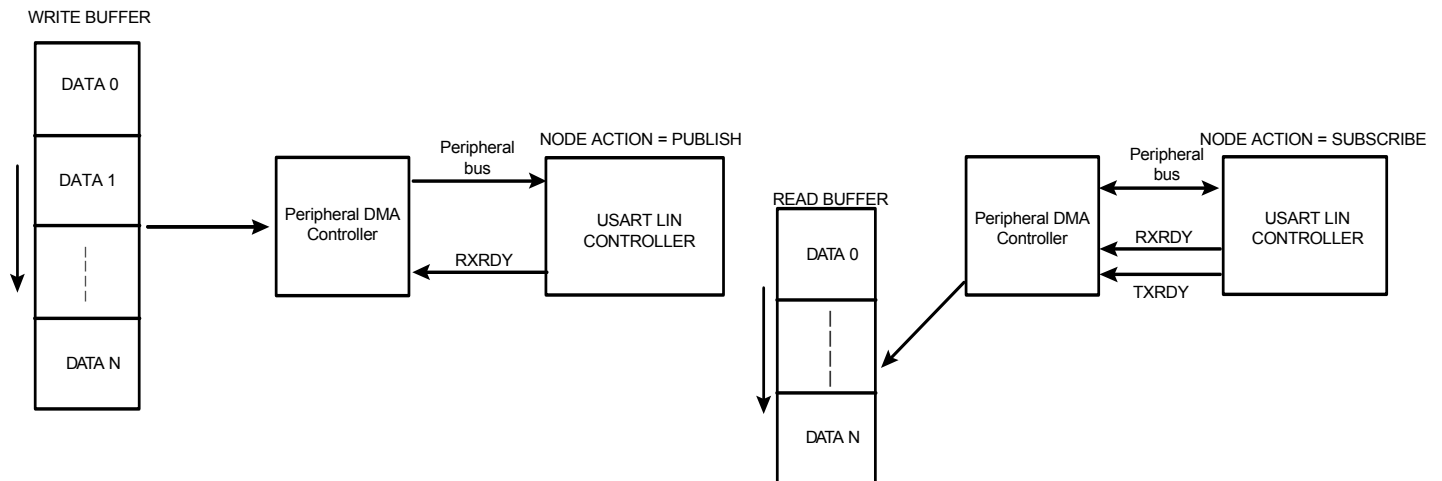 WRITE BUFFER
DATA 0
DATA 1
DATA N
Peripheral DMA
Controller
Peripheral
bus
RXRDY
NODE ACTION = PUBLISH
USART LIN
CONTROLLER
READ BUFFER
DATA 0
DATA N
Peripheral DMA
Controller
Peripheral
bus
RXRDY
TXRDY
NODE ACTION = SUBSCRIBE
USART LIN
CONTROLLER